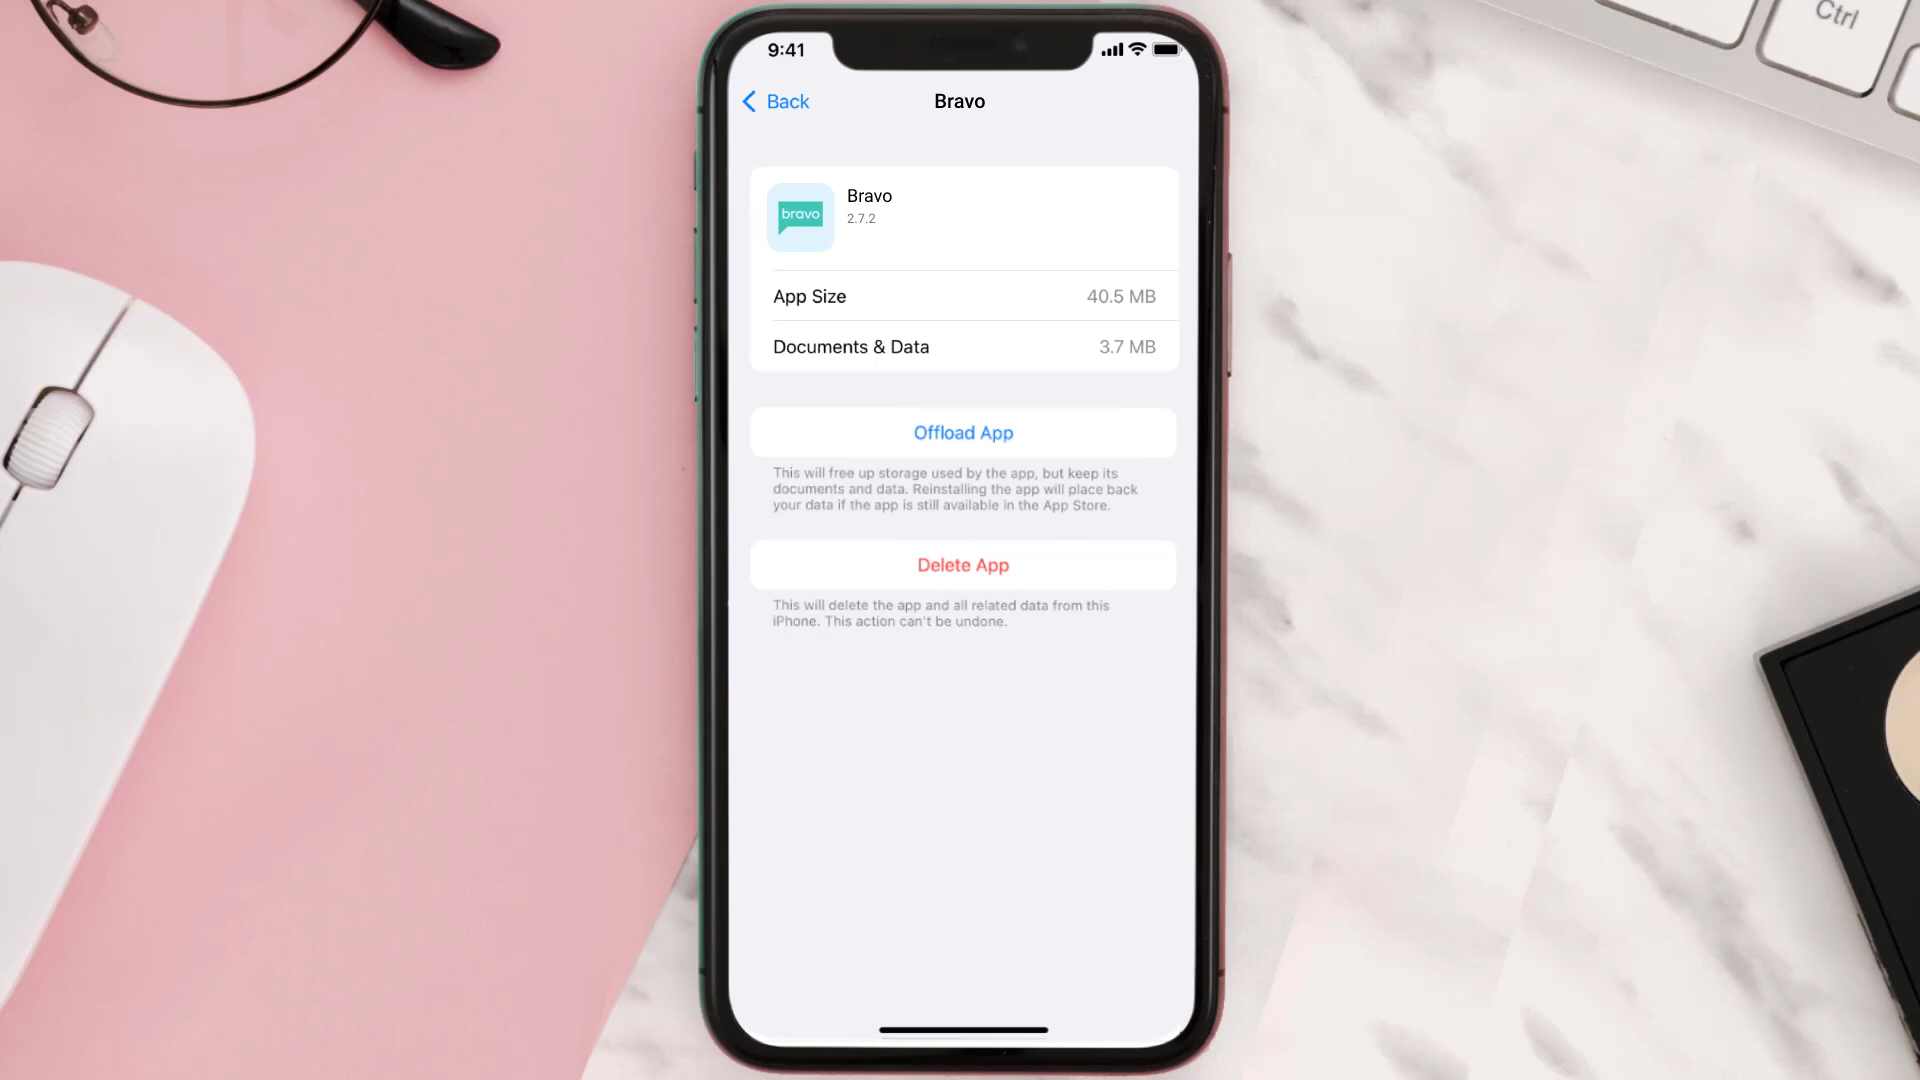 Ctrl
9:41
Back
Bravo
bravo
Bravo
2.7.2
App Size
40.5 MB
Documents & Data
3.7 MB
Offload App
This will free up storage used by the app, but keep its
documents and data. Reinstalling the app will place back
your data if the app is still available in the App Store.
Delete App
This will delete the app and all related data from this
iPhone. This action can't be undone.